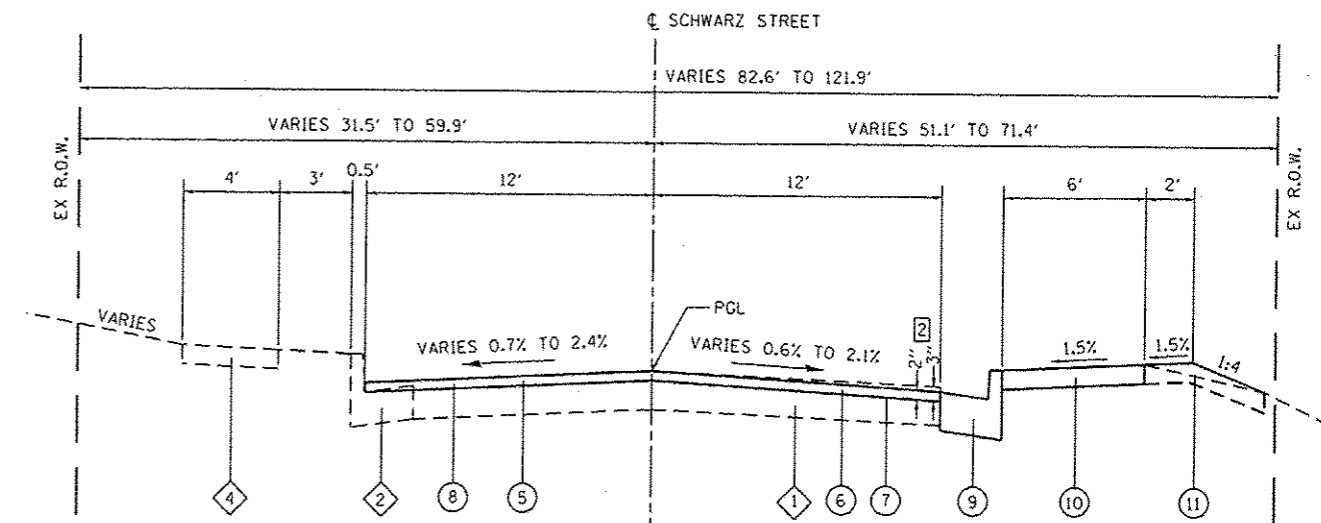 ℄ SCHWARZ STREET
VARIES 82.6' TO 121.9'
VARIES 31.5' TO 59.9'
VARIES 51.1' TO 71.4'
EX R.O.W.
EX R.O.W.
4'
3'
0.5'
12'
12'
6'
2'
PGL
2
VARIES
VARIES 0.7% TO 2.4%
VARIES 0.6% TO 2.1%
2"
3"
1.5%
1.5%
1:4
4
2
8
5
1
6
7
9
10
11